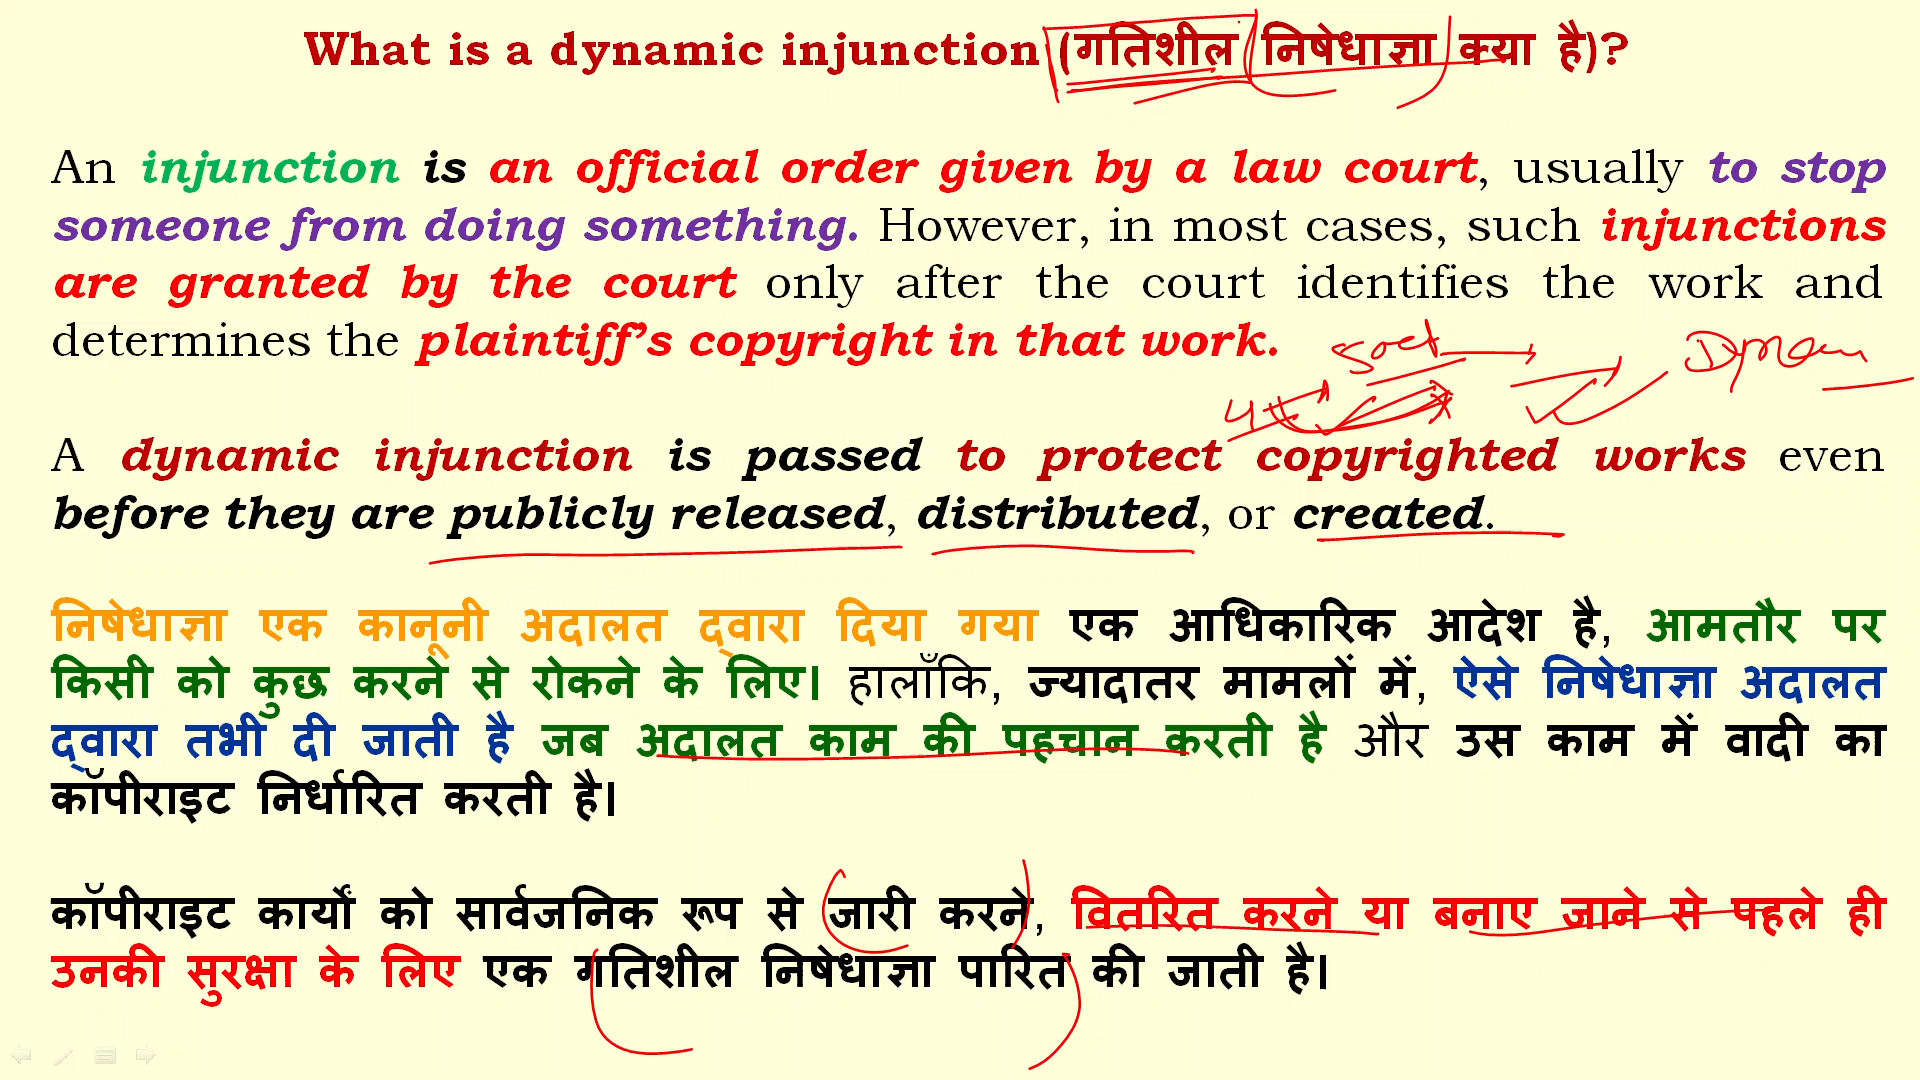 What is a dynamic injunction (गतिशील निषेधाज्ञा क्या है)?
An injunction is an official order given by a law court, usually to stop
someone from doing something. However, in most cases, such injunctions
are granted by the court only after the court identifies the work and
determines the plaintiff's copyright in that work.
A dynamic injunction is passed to protect copyrighted works even
before they are publicly released, distributed, or created.
निषेधाज्ञा एक कानूनी अदालत द्वारा दिया गया एक आधिकारिक आदेश है, आमतौर पर
किसी को कुछ करने से रोकने के लिए। हालाँकि, ज्यादातर मामलों में, ऐसे निषेधाज्ञा अदालत
द्वारा तभी दी जाती है जब अदालत काम की पहचान करती है और उस काम में वादी का
कॉपीराइट निर्धारित करती है।
कॉपीराइट कार्यों को सार्वजनिक रूप से जारी करने, वितरित करने या बनाए जाने से पहले ही
उनकी सुरक्षा के लिए एक गतिशील निषेधाज्ञा पारित की जाती है।